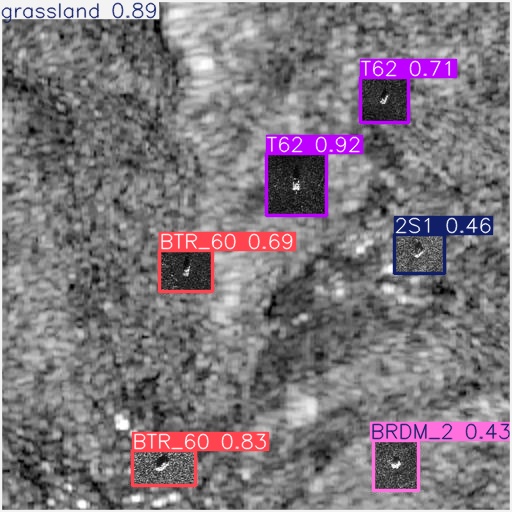 grassland 0.89
T62 0.71
T62 0.92
2S1 0.46
BTR_60 0.69
BRDM_2 0.43
BTR_60 0.83